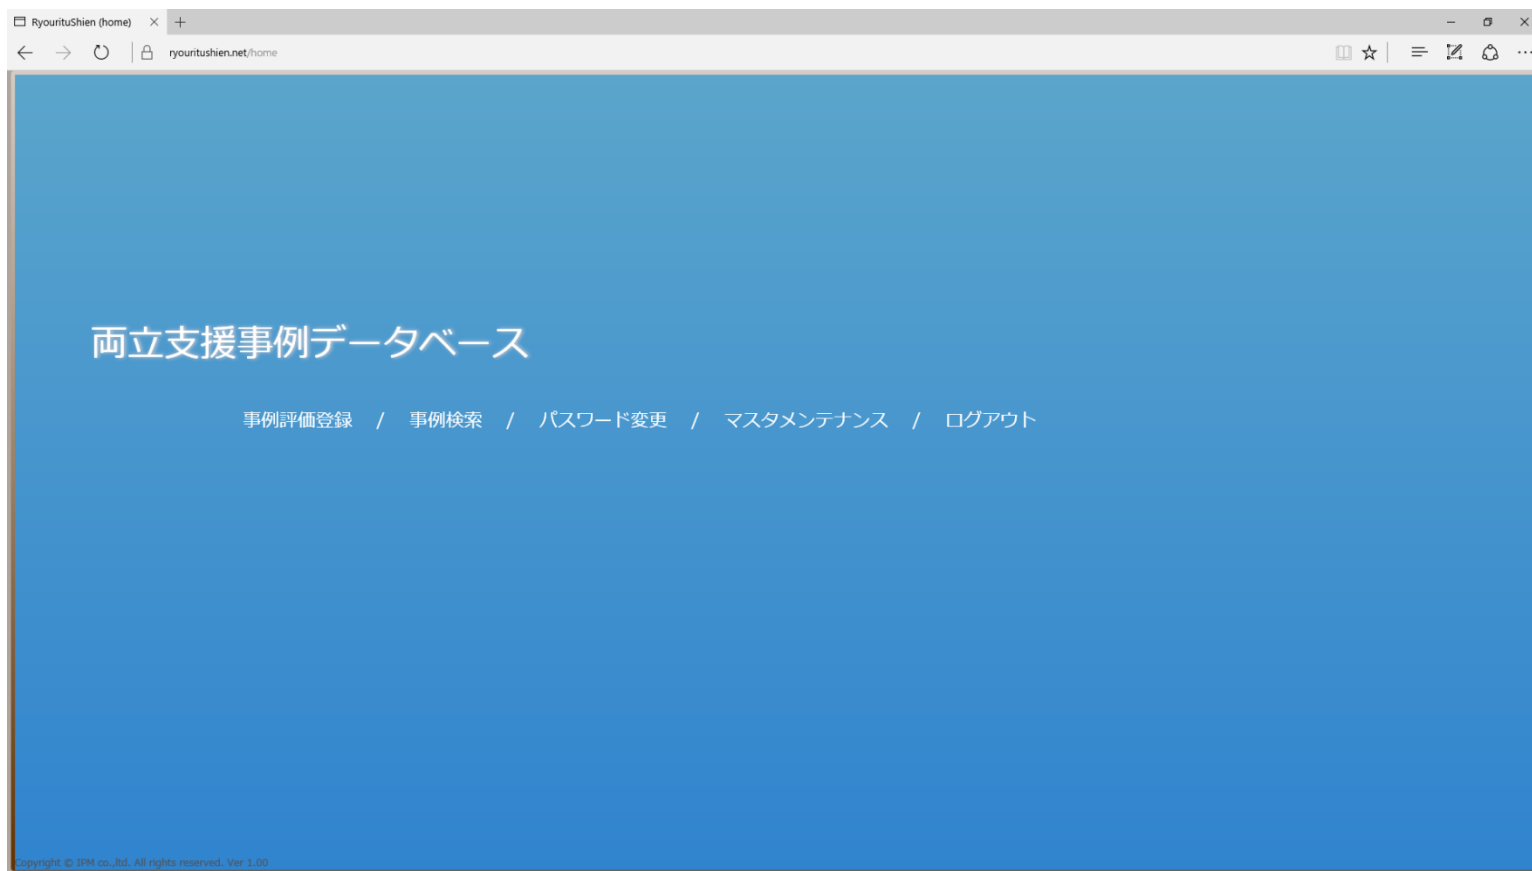 RyourituShien (home)
ryouritushien.net/home
両立支援事例データベース
事例評価登録 / 事例検索 / パスワード変更 / マスタメンテナンス / ログアウト
Copyright © IPM co.,ltd. All rights reserved. Ver 1.00